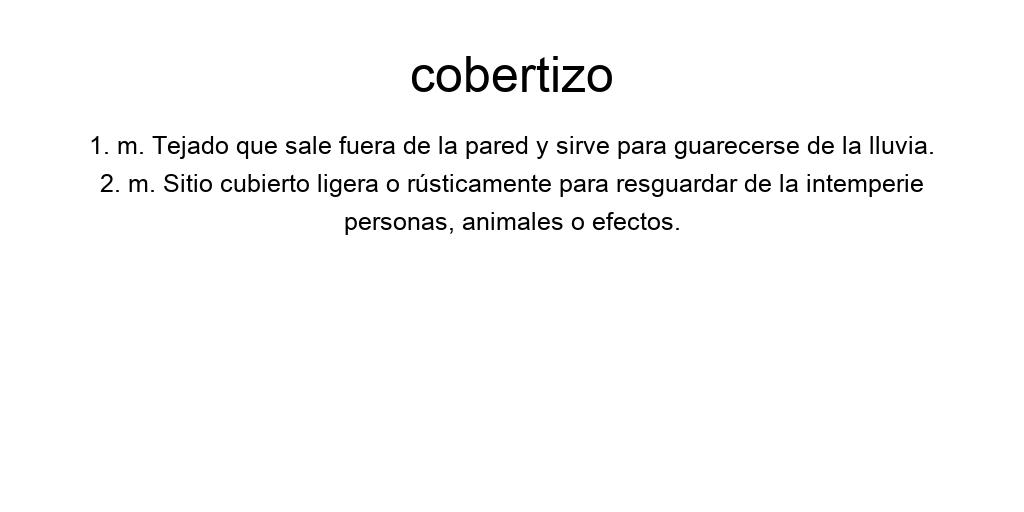 cobertizo
1. m. Tejado que sale fuera de la pared y sirve para guarecerse de la lluvia.
2. m. Sitio cubierto ligera o rústicamente para resguardar de la intemperie
personas, animales o efectos.